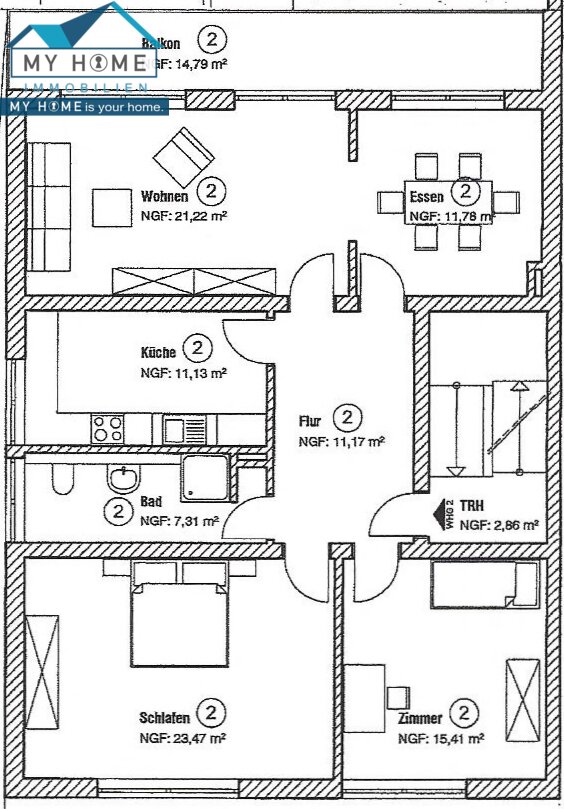 MY HOME
IMMOBILIEN
MY HOME is your home.
Balkon 2
NGF: 14,79 m²
Wohnen 2
NGF: 21,22 m²
Essen 2
NGF: 11,78 m²
Küche 2
NGF: 11,13 m²
Flur 2
NGF: 11,17 m²
2 Bad
NGF: 7,31 m²
WHG 2
TRH
NGF: 2,86 m²
Schlafen 2
NGF: 23,47 m²
Zimmer 2
NGF: 15,41 m²